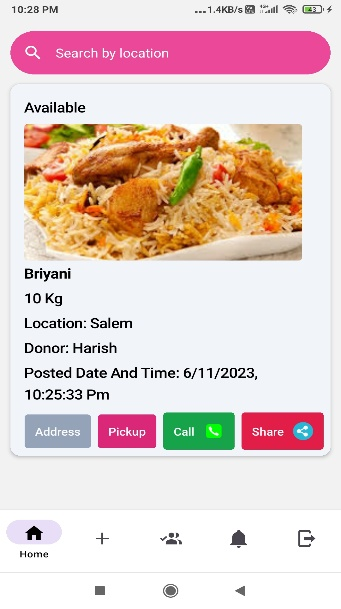 10:28 PM ...1.4KB/s 43
Search by location
Available
Briyani
10 Kg
Location: Salem
Donor: Harish
Posted Date And Time: 6/11/2023,
10:25:33 Pm
Address Pickup Call Share
Home